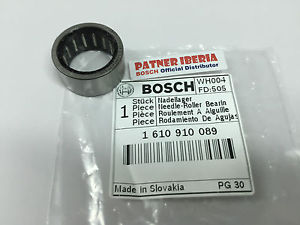 PATNER IBERIA
BOSCH Official Distributor
BOSCH
WH004
FD:505
1
Stück Nadellager
Piece Needle-Roller Bearin
Pièce Roulement A Aiguille
Pieza Rodamiento De Agujas
1 610 910 089
Made in Slovakia
PG 30